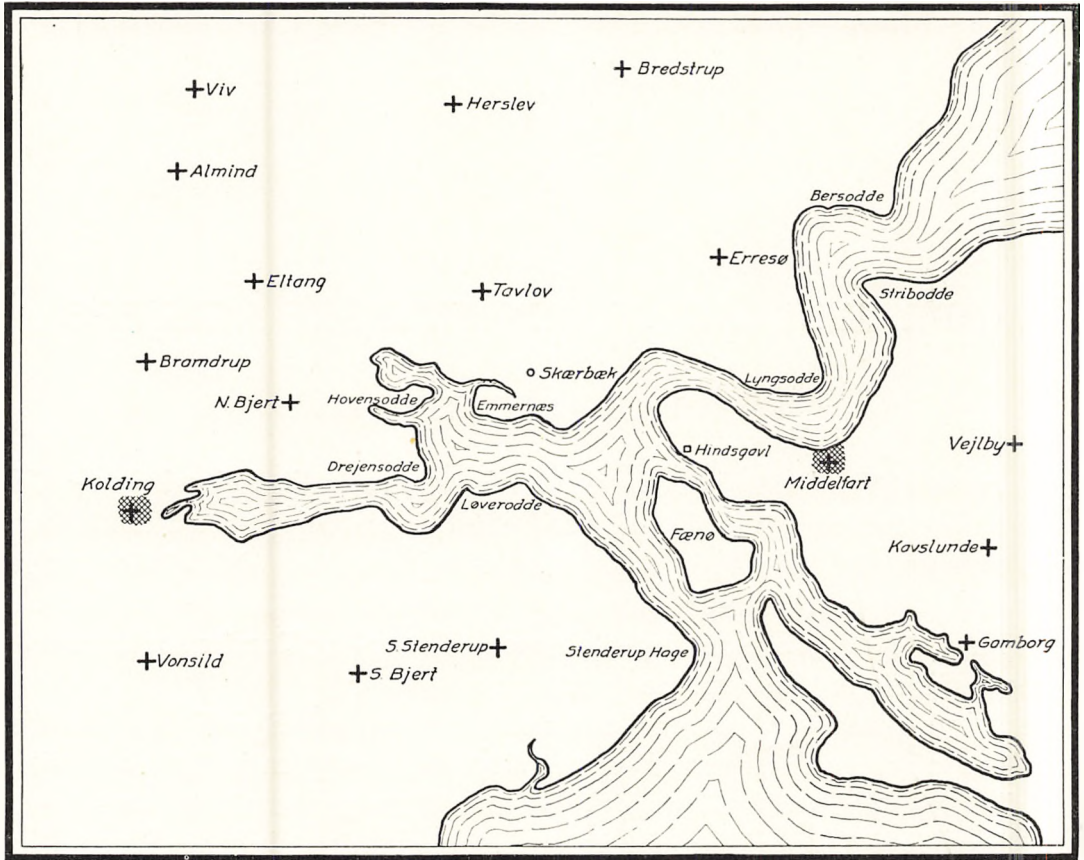 Bredstrup
Viv
Herslev
Almind
Bersodde
Erresø
Eltang
Tavlov
Stribodde
Bramdrup
Skærbæk
Lyngsodde
Hovensodde
N. Bjert
Emmernæs
Vejlby
Hindsgavl
Drejensodde
Kolding
Middelfart
Løverodde
Fænø
Kavslunde
Gamborg
S. Stenderup
Stenderup Hage
Vonsild
S. Bjert